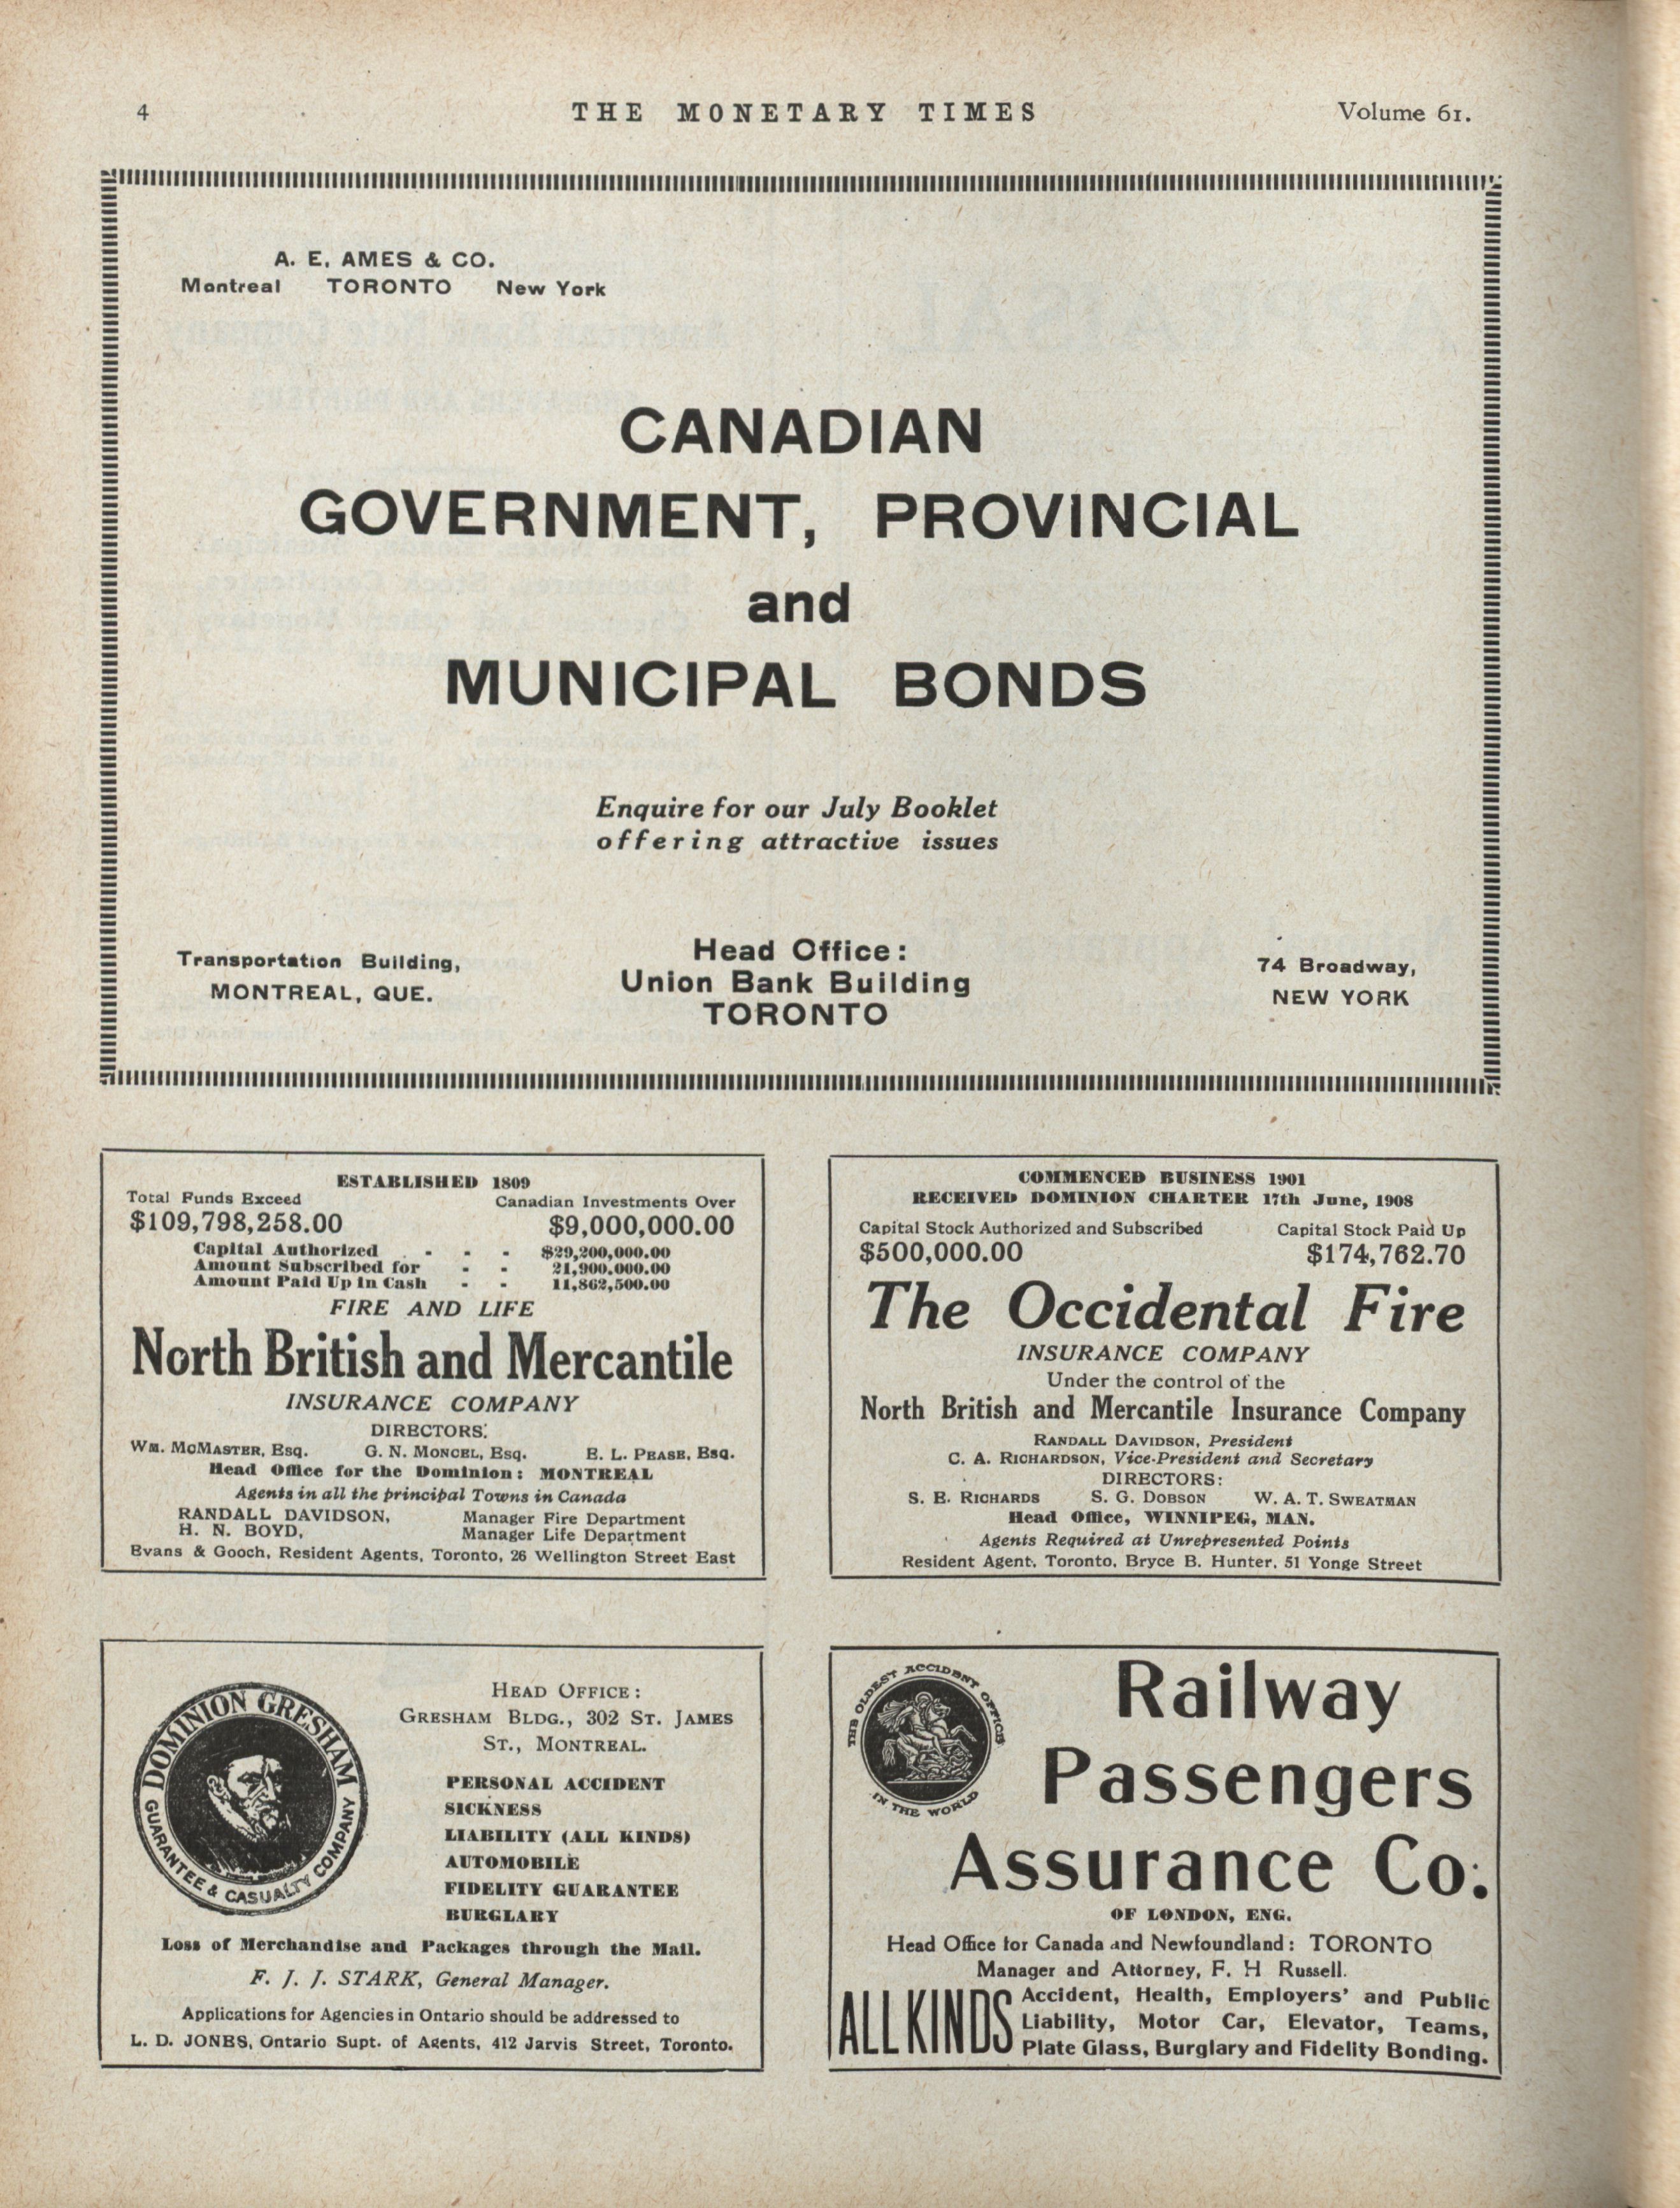 4
THE MONETARY TIMES
Volume 61.
A. E. AMES & CO.
Montreal TORONTO New York
CANADIAN
GOVERNMENT, PROVINCIAL
and
MUNICIPAL BONDS
Enquire for our July Booklet
offering attractive issues
Transportation Building,
MONTREAL, QUE.
Head Office:
Union Bank Building
TORONTO
74 Broadway,
NEW YORK
ESTABLISHED 1809
Total Funds Exceed Canadian Investments Over
$109,798,258.00 $9,000,000.00
Capital Authorized - - - $29,200,000.00
Amount Subscribed for - - 21,900.000.00
Amount Paid Up in Cash - - 11,862,500.00
FIRE AND LIFE
North British and Mercantile
INSURANCE COMPANY
DIRECTORS:
WM. MCMASTER, ESQ. G. N. MONCEL, ESQ. E. L. PEASE, ESQ.
Head Office for the Dominion: MONTREAL
Agents in all the principal Towns in Canada
RANDALL DAVIDSON, Manager Fire Department
H. N. BOYD, Manager Life Department
Evans & Gooch, Resident Agents, Toronto, 26 Wellington Street East
COMMENCED BUSINESS 1901
RECEIVED DOMINION CHARTER 17th June, 1908
Capital Stock Authorized and Subscribed Capital Stock Paid Up
$500,000.00 $174,762.70
The Occidental Fire
INSURANCE COMPANY
Under the control of the
North British and Mercantile Insurance Company
RANDALL DAVIDSON, President
C. A. RICHARDSON, Vice-President and Secretary
DIRECTORS:
S. E. RICHARDS S. G. DOBSON W. A. T. SWEATMAN
Head Office, WINNIPEG, MAN.
Agents Required at Unrepresented Points
Resident Agent, Toronto, Bryce B. Hunter, 51 Yonge Street
DOMINION GRESHAM
GUARANTEE & CASUALTY COMPANY
HEAD OFFICE:
GRESHAM BLDG., 302 ST. JAMES
ST., MONTREAL.
PERSONAL ACCIDENT
SICKNESS
LIABILITY (ALL KINDS)
AUTOMOBILE
FIDELITY GUARANTEE
BURGLARY
Loss of Merchandise and Packages through the Mail.
F. J. J. STARK, General Manager.
Applications for Agencies in Ontario should be addressed to
L. D. JONES, Ontario Supt. of Agents, 412 Jarvis Street, Toronto.
THE OLDEST ACCIDENT OFFICE
IN THE WORLD
Railway
Passengers
Assurance Co.
OF LONDON, ENG.
Head Office for Canada and Newfoundland: TORONTO
Manager and Attorney, F. H Russell.
ALL KINDS
Accident, Health, Employers' and Public
Liability, Motor Car, Elevator, Teams,
Plate Glass, Burglary and Fidelity Bonding.